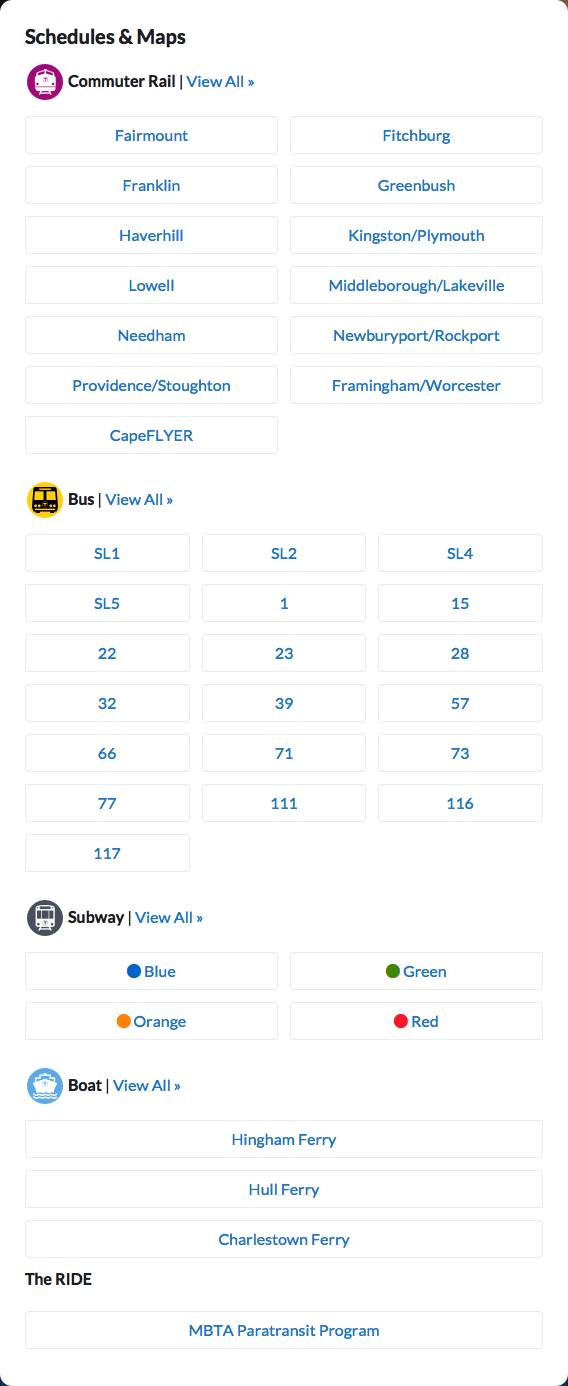 Schedules & Maps
Commuter Rail | View All »
Fairmount Fitchburg
Franklin Greenbush
Haverhill Kingston/Plymouth
Lowell Middleborough/Lakeville
Needham Newburyport/Rockport
Providence/Stoughton Framingham/Worcester
CapeFLYER
Bus | View All »
SL1 SL2 SL4
SL5 1 15
22 23 28
32 39 57
66 71 73
77 111 116
117
Subway | View All »
Blue Green
Orange Red
Boat | View All »
Hingham Ferry
Hull Ferry
Charlestown Ferry
The RIDE
MBTA Paratransit Program